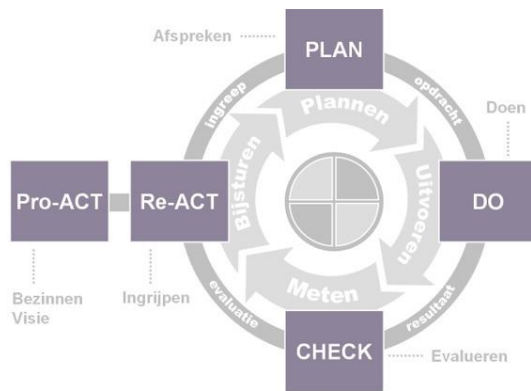 Afspreken
PLAN
ingreep
opdracht
Plannen
Doen
Bijsturen
Uitvoeren
Pro-ACT
Re-ACT
DO
Meten
Bezinnen
Visie
Ingrijpen
evaluatie
resultaat
CHECK
Evalueren